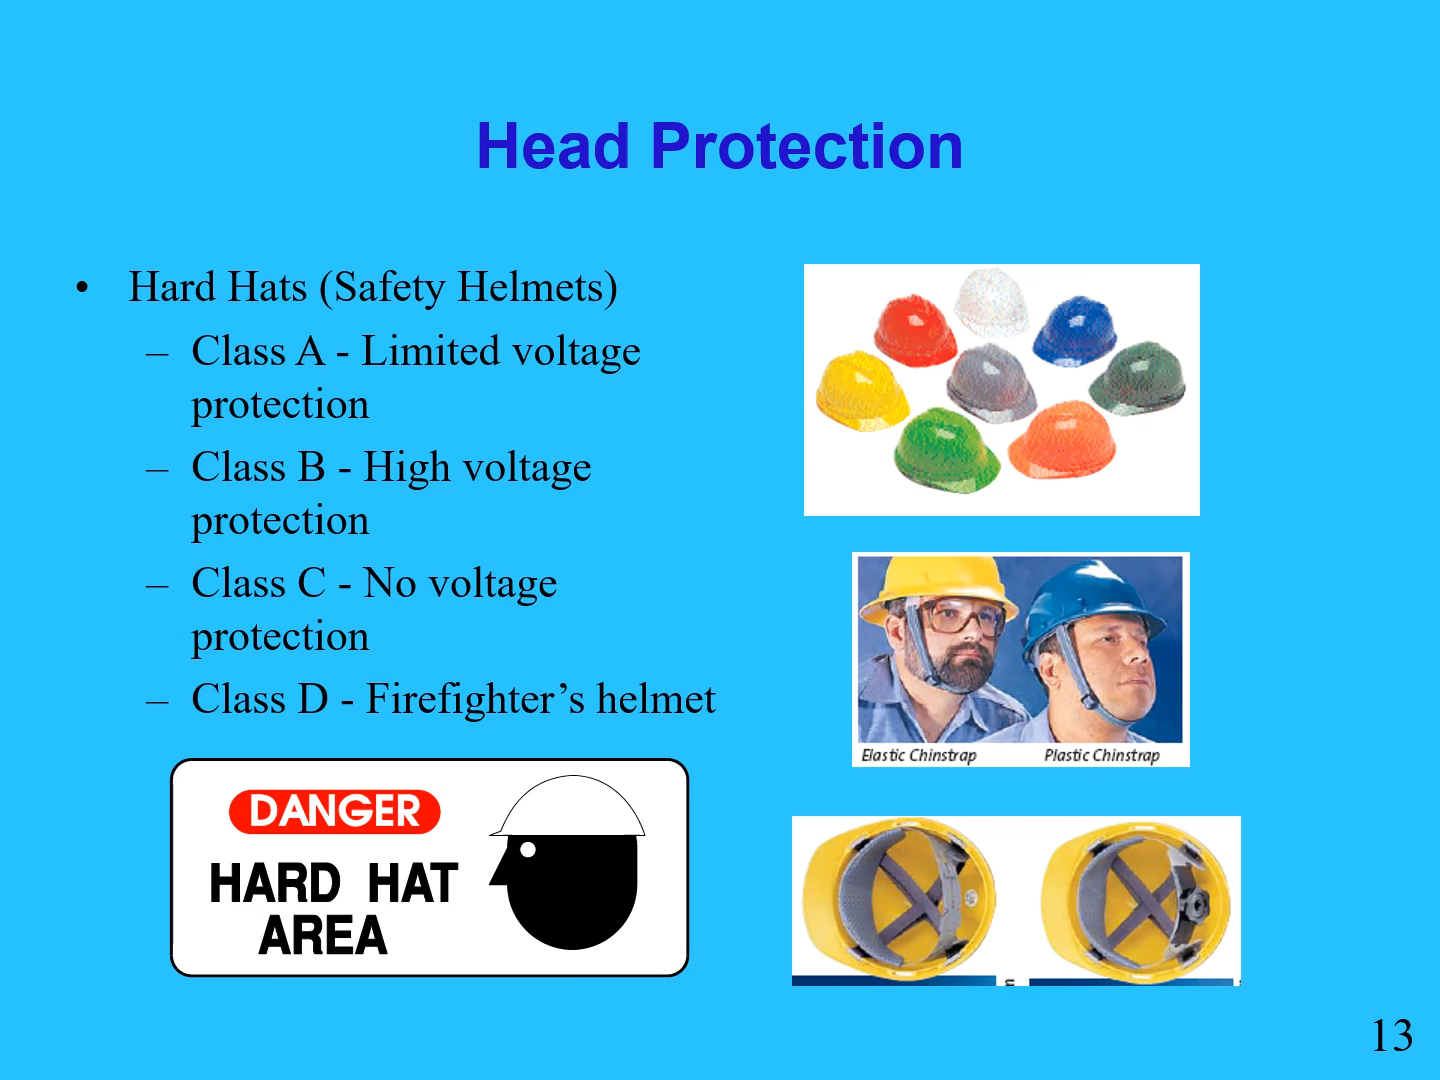 Head Protection
• Hard Hats (Safety Helmets)
– Class A - Limited voltage
protection
– Class B - High voltage
protection
– Class C - No voltage
protection
– Class D - Firefighter’s helmet
DANGER
HARD HAT
AREA
Elastic Chinstrap
Plastic Chinstrap
13